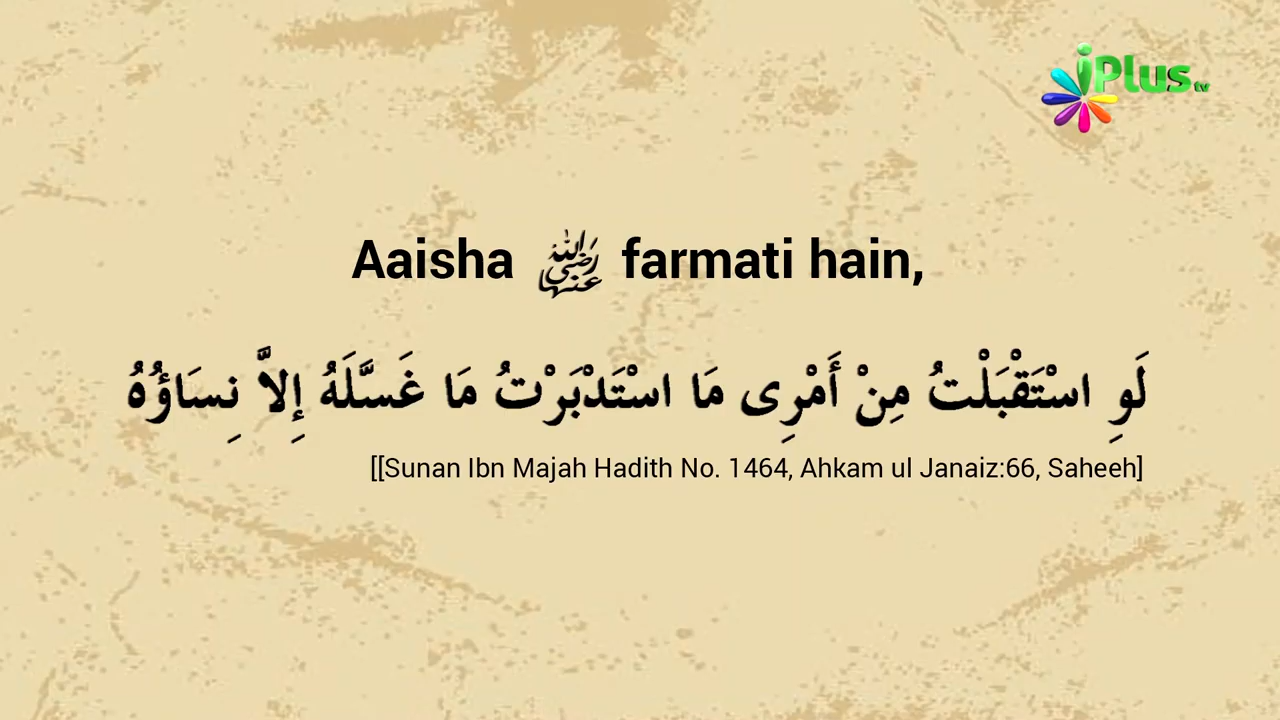 iPlus tv
Aaisha رضي الله عنها farmati hain,
لَوِ اسْتَقْبَلْتُ مِنْ أَمْرِى مَا اسْتَدْبَرْتُ مَا غَسَّلَهُ إِلاَّ نِسَاؤُهُ
[[Sunan Ibn Majah Hadith No. 1464, Ahkam ul Janaiz:66, Saheeh]